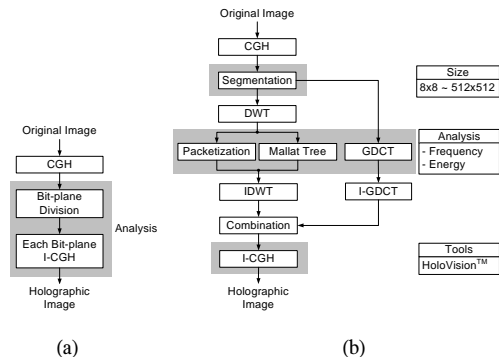 Original Image
CGH
Bit-plane
Division
Each Bit-plane
I-CGH
Analysis
Holographic
Image
(a)
Original Image
CGH
Segmentation
DWT
Packetization
Mallat Tree
GDCT
IDWT
I-GDCT
Combination
I-CGH
Holographic
Image
Size
8x8 ~ 512x512
Analysis
- Frequency
- Energy
Tools
HoloVision™
(b)